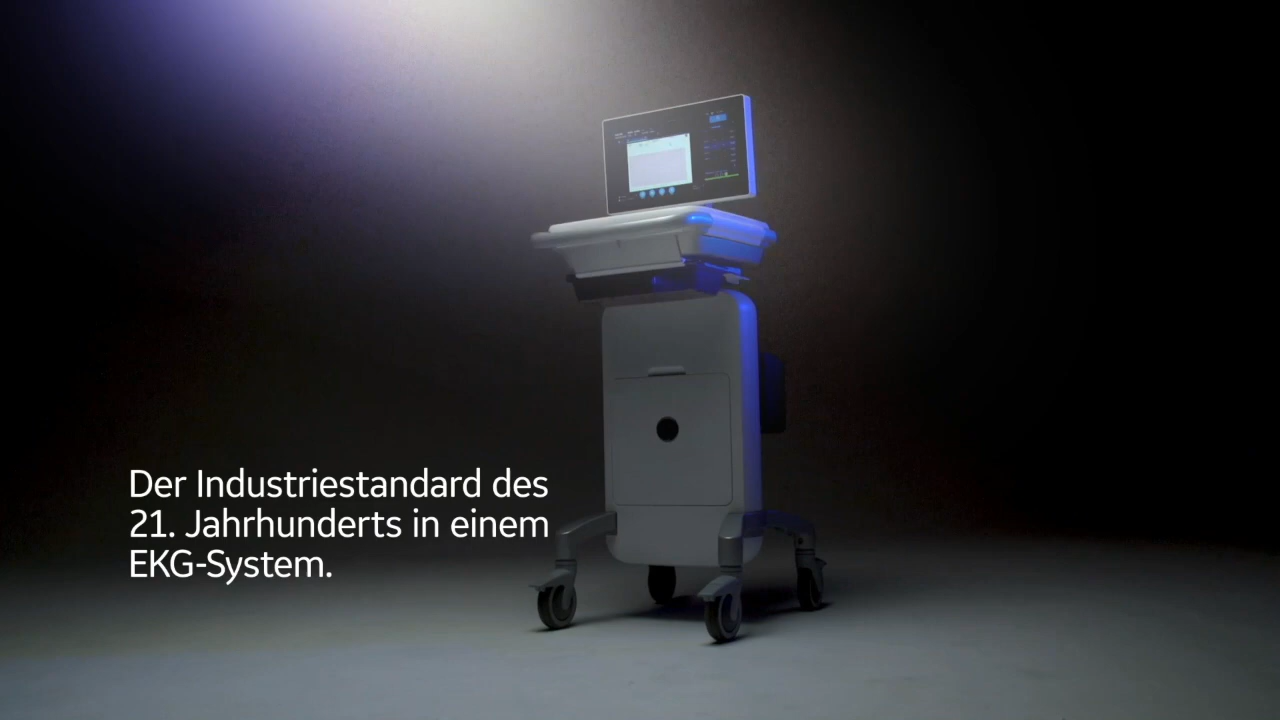 Der Industriestandard des
21. Jahrhunderts in einem
EKG-System.